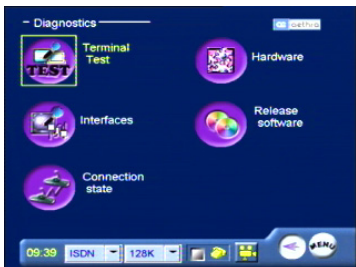 Diagnostics
TEST
Terminal
Test
Hardware
Interfaces
Release
software
Connection
state
09:39 ISDN 128K
MENU